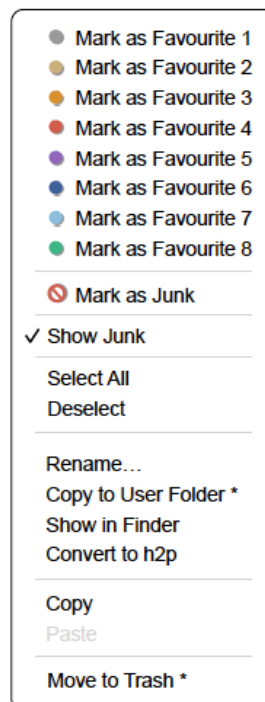 Mark as Favourite 1
Mark as Favourite 2
Mark as Favourite 3
Mark as Favourite 4
Mark as Favourite 5
Mark as Favourite 6
Mark as Favourite 7
Mark as Favourite 8
Mark as Junk
✓ Show Junk
Select All
Deselect
Rename…
Copy to User Folder *
Show in Finder
Convert to h2p
Copy
Paste
Move to Trash *